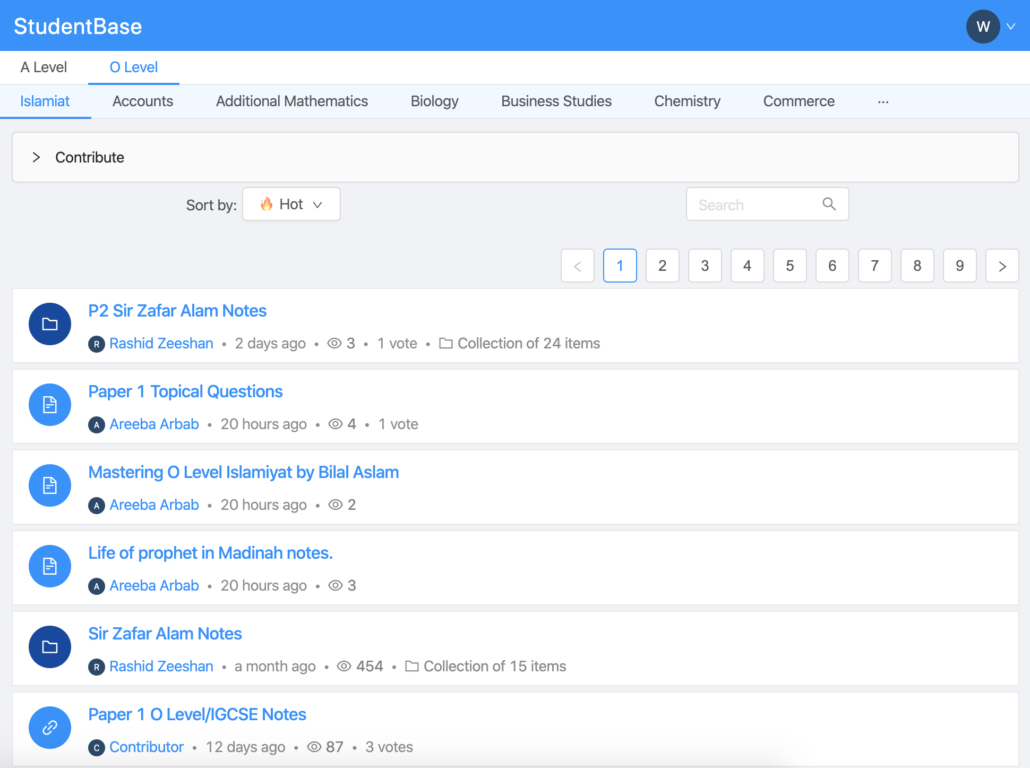 StudentBase
W
A Level O Level
Islamiat Accounts Additional Mathematics Biology Business Studies Chemistry Commerce ...
Contribute
Sort by: Hot Search
1 2 3 4 5 6 7 8 9
P2 Sir Zafar Alam Notes
R Rashid Zeeshan • 2 days ago • 3 • 1 vote • Collection of 24 items
Paper 1 Topical Questions
A Areeba Arbab • 20 hours ago • 4 • 1 vote
Mastering O Level Islamiyat by Bilal Aslam
A Areeba Arbab • 20 hours ago • 2
Life of prophet in Madinah notes.
A Areeba Arbab • 20 hours ago • 3
Sir Zafar Alam Notes
R Rashid Zeeshan • a month ago • 454 • Collection of 15 items
Paper 1 O Level/IGCSE Notes
C Contributor • 12 days ago • 87 • 3 votes